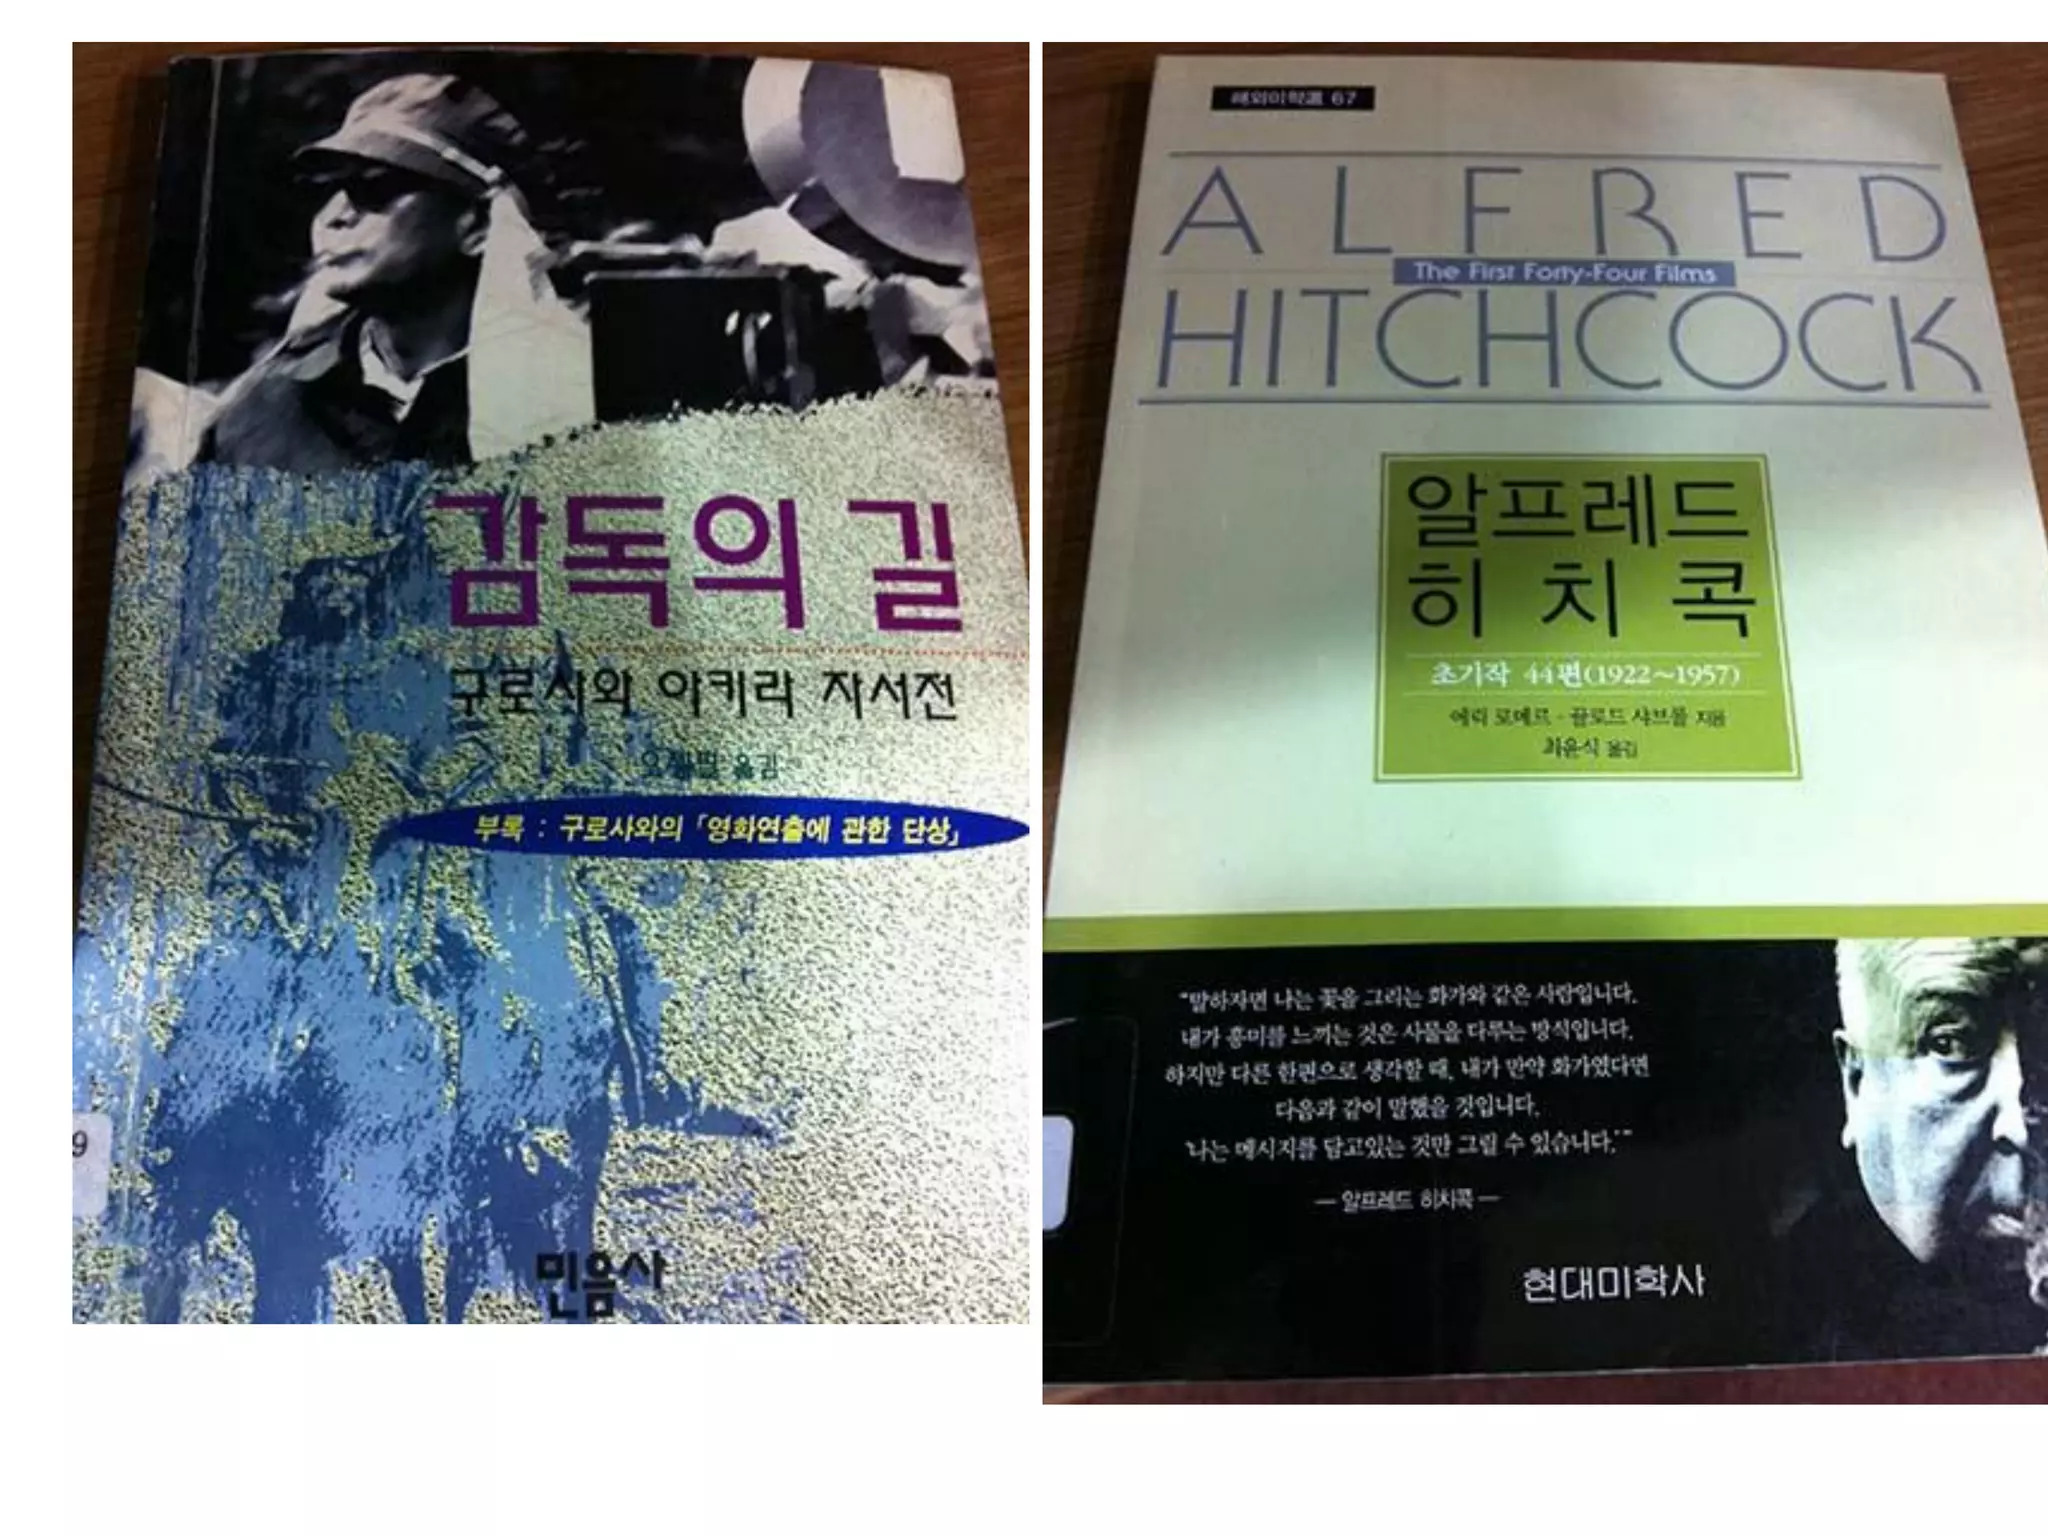 감독의 길
구로사와 아키라 자서전
옮김
부록 : 구로사와의 「영화연출에 관한 단상」
9
민음사
해외미학選 67
ALFRED
The First Forty-Four Films
HITCHCOCK
알프레드
히치콕
초기작 44편(1922~1957)
에릭 로메르·끌로드 샤브롤 지음
최윤식 옮김
“말하자면 나는 꽃을 그리는 화가와 같은 사람입니다.
내가 흥미를 느끼는 것은 사물을 다루는 방식입니다.
하지만 다른 한편으로 생각할 때, 내가 만약 화가였다면
다음과 같이 말했을 것입니다.
‘나는 메시지를 담고있는 것만 그릴 수 있습니다.’”
— 알프레드 히치콕 —
현대미학사